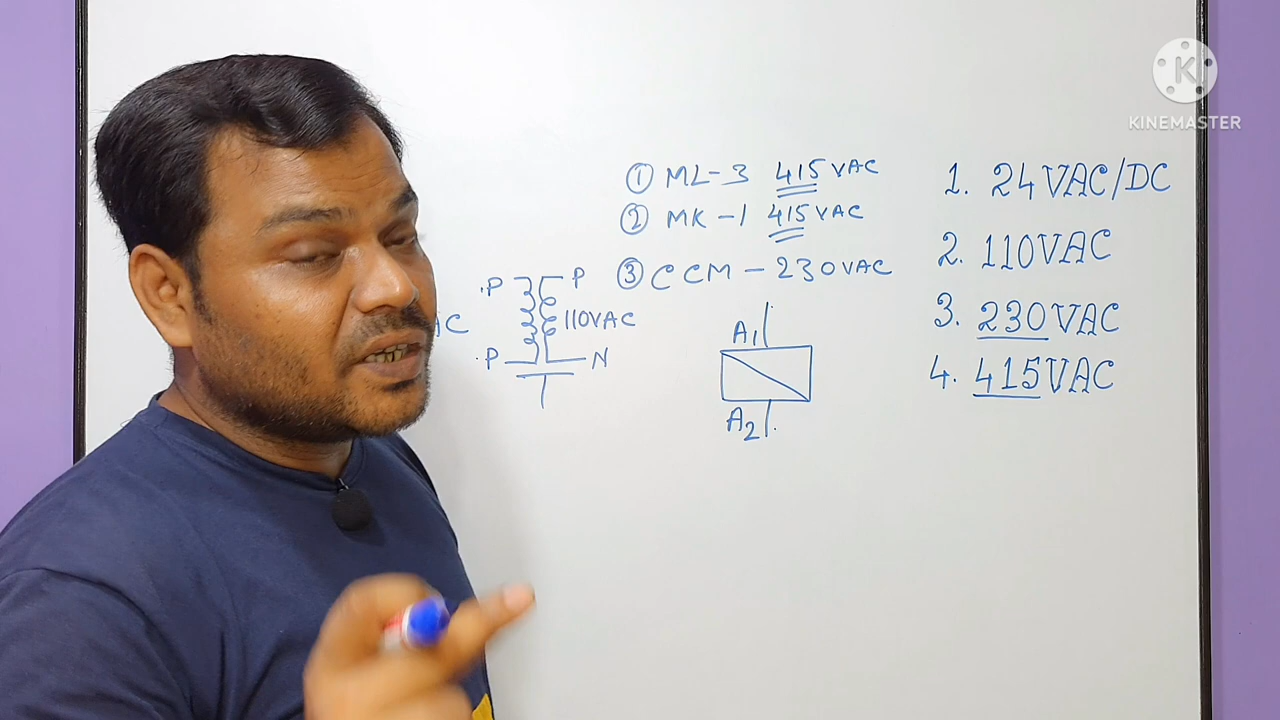 K
KINEMASTER
① ML-3 415VAC
② MK-1 415VAC
③ CCM-230VAC
1. 24VAC/DC
2. 110VAC
3. 230VAC
4. 415VAC
P P
AC 110VAC
P N
A1
A2